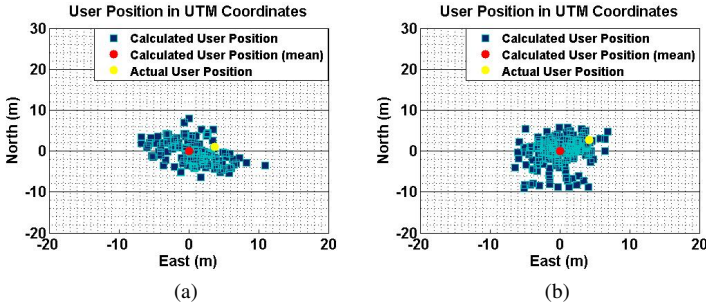 User Position in UTM Coordinates
30
20
10
0
-10
-20
North (m)
Calculated User Position
Calculated User Position (mean)
Actual User Position
-20 -10 0 10 20
East (m)
(a)
User Position in UTM Coordinates
30
20
10
0
-10
-20
North (m)
Calculated User Position
Calculated User Position (mean)
Actual User Position
-20 -10 0 10 20
East (m)
(b)